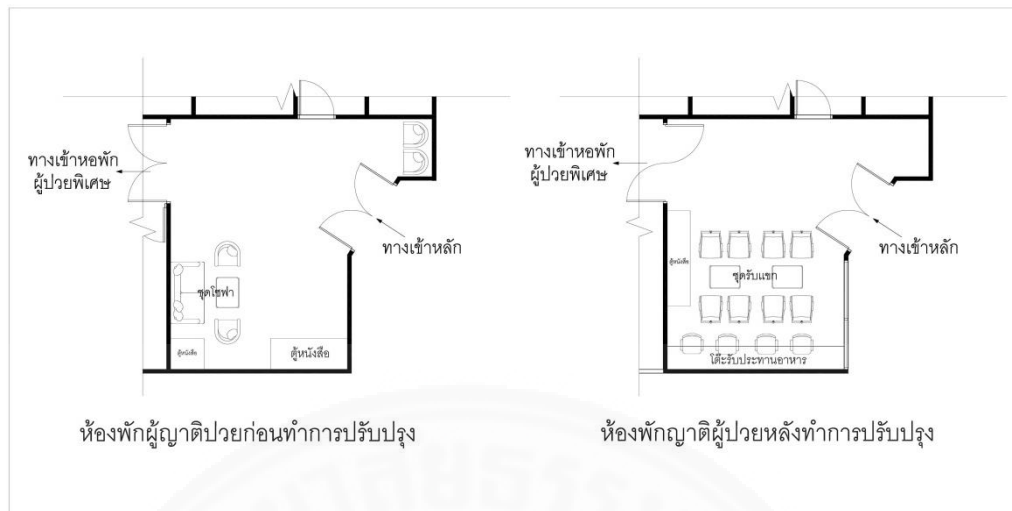 ทางเข้าหอพัก
ผู้ป่วยพิเศษ
ทางเข้าหลัก
ชุดโซฟา
ตู้หนังสือ
ตู้หนังสือ
ห้องพักผู้ญาติป่วยก่อนทำการปรับปรุง
ทางเข้าหอพัก
ผู้ป่วยพิเศษ
ทางเข้าหลัก
ตู้หนังสือ
ชุดรับแขก
โต๊ะรับประทานอาหาร
ห้องพักญาติผู้ป่วยหลังทำการปรับปรุง